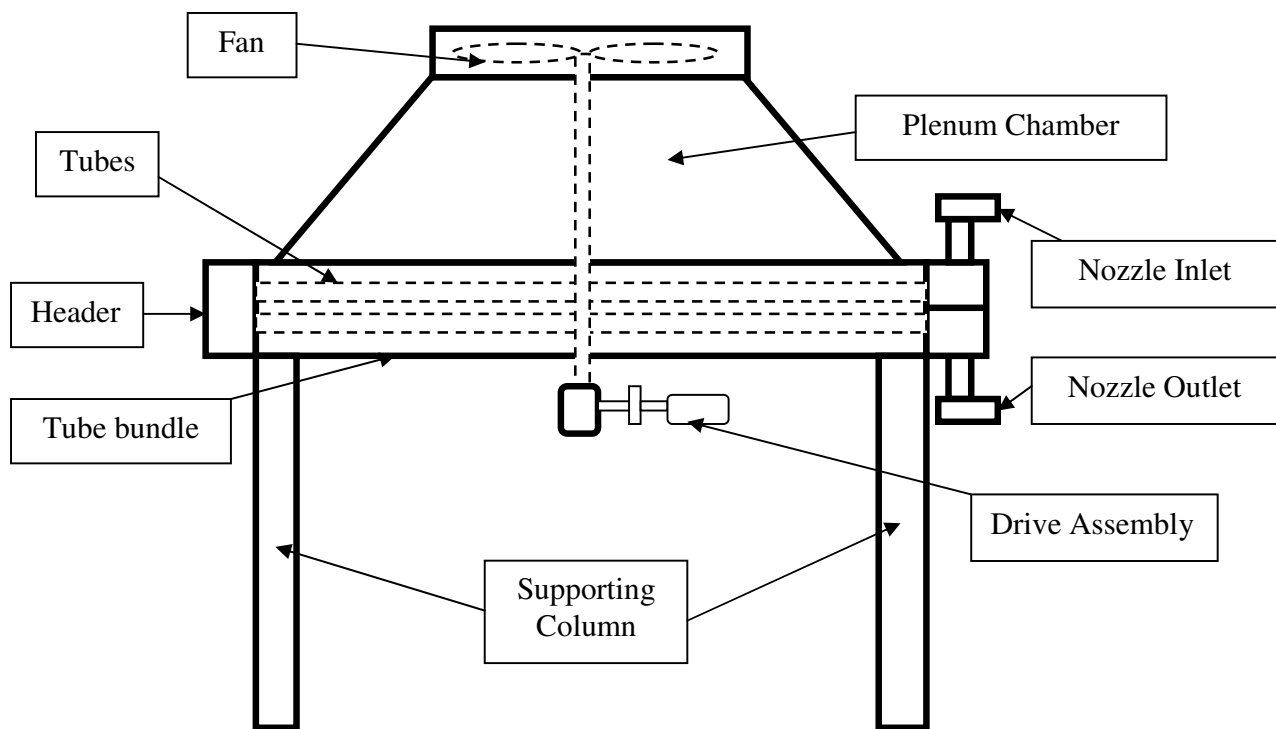 Fan
Plenum Chamber
Tubes
Nozzle Inlet
Header
Nozzle Outlet
Tube bundle
Drive Assembly
Supporting
Column